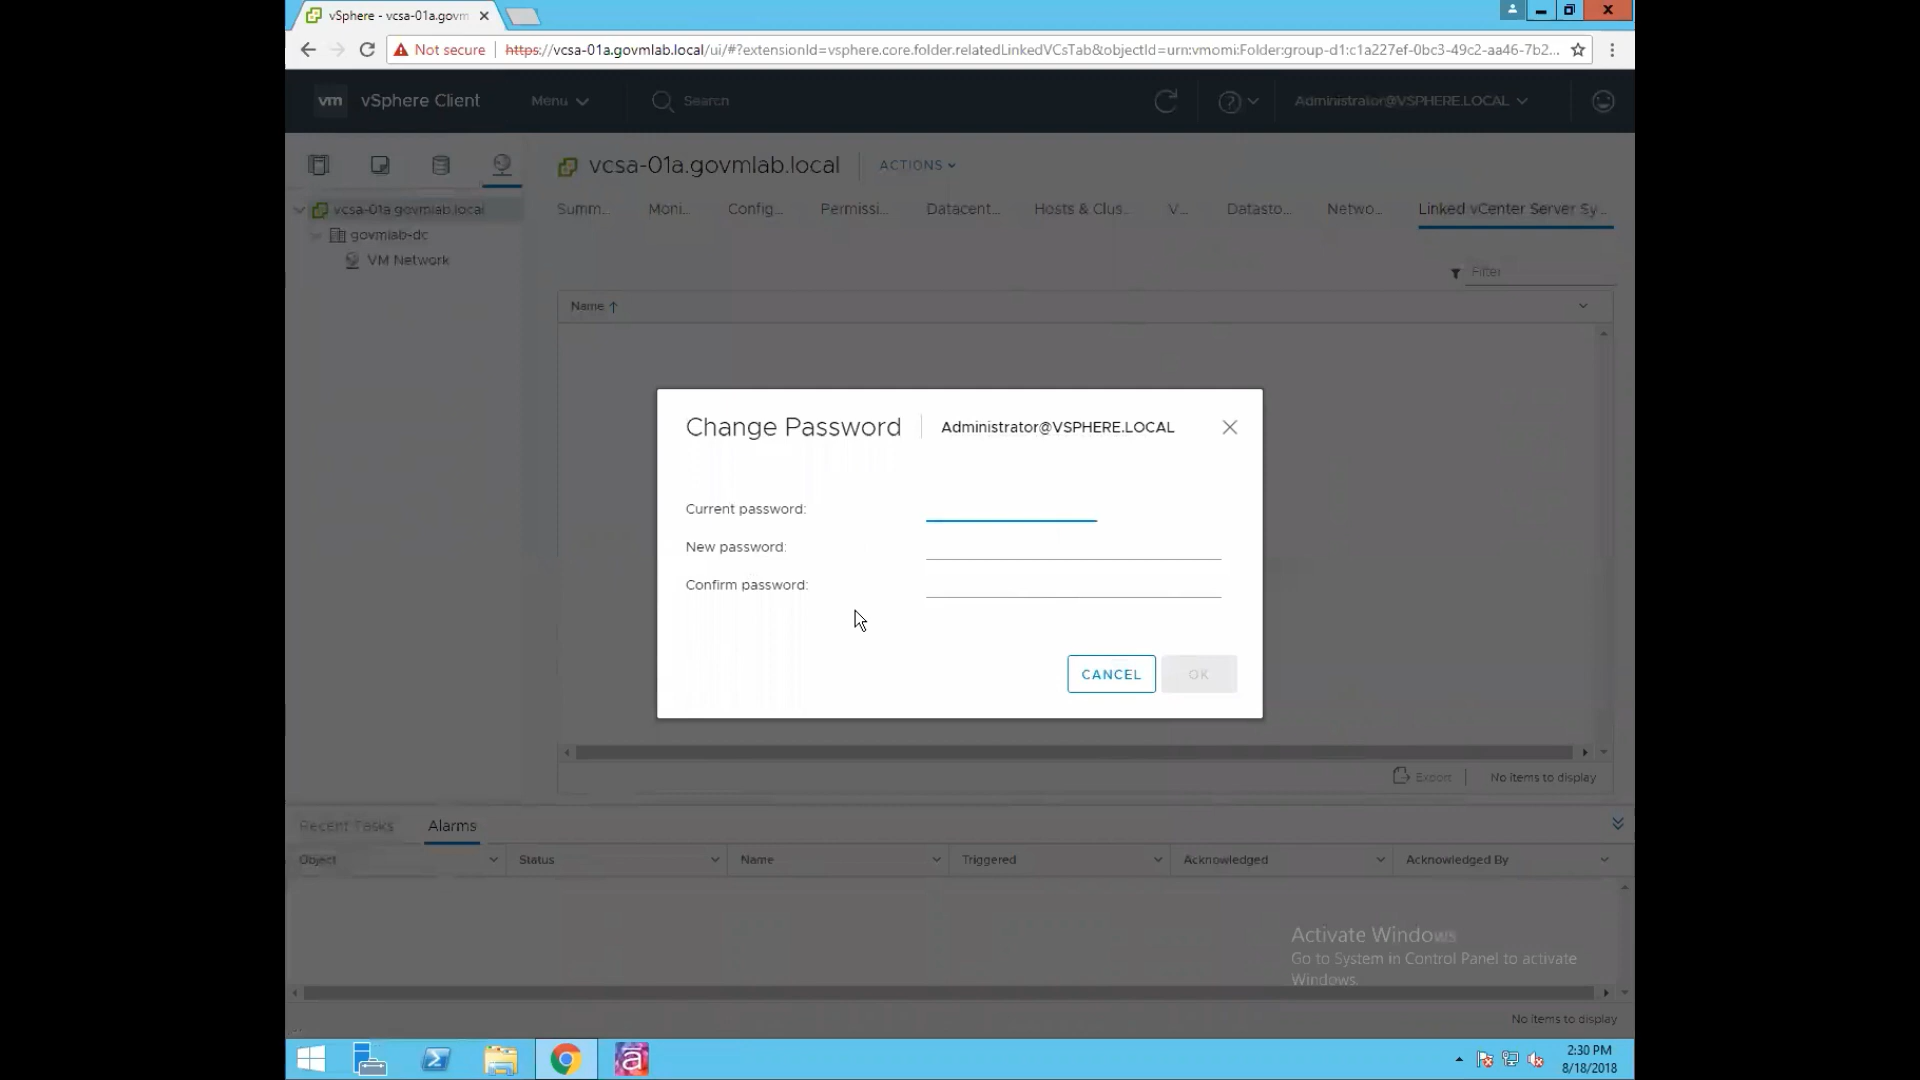 vSphere - vcsa-01a.govm
Not secure https://vcsa-01a.govmlab.local/ui/#?extensionId=vsphere.core.folder.relatedLinkedVCsTab&objectId=urn:vmomi:Folder:group-d1:c1a227ef-0bc3-49c2-aa46-7b2...
vm vSphere Client Menu Search Administrator@VSPHERE.LOCAL
vcsa-01a.govmlab.local ACTIONS
vcsa-01a.govmlab.local
govmlab-dc
VM Network
Summ... Moni... Config... Permissi... Datacent... Hosts & Clus... V... Datasto... Netwo... Linked vCenter Server Sy...
Filter
Name
Change Password Administrator@VSPHERE.LOCAL
Current password:
New password:
Confirm password:
CANCEL OK
Export No items to display
Recent Tasks Alarms
Object Status Name Triggered Acknowledged Acknowledged By
Activate Windows
Go to System in Control Panel to activate
Windows.
No items to display
2:30 PM
8/18/2018